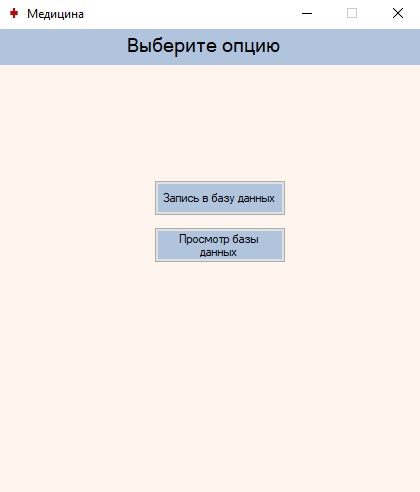 Медицина
Выберите опцию
Запись в базу данных
Просмотр базы
данных